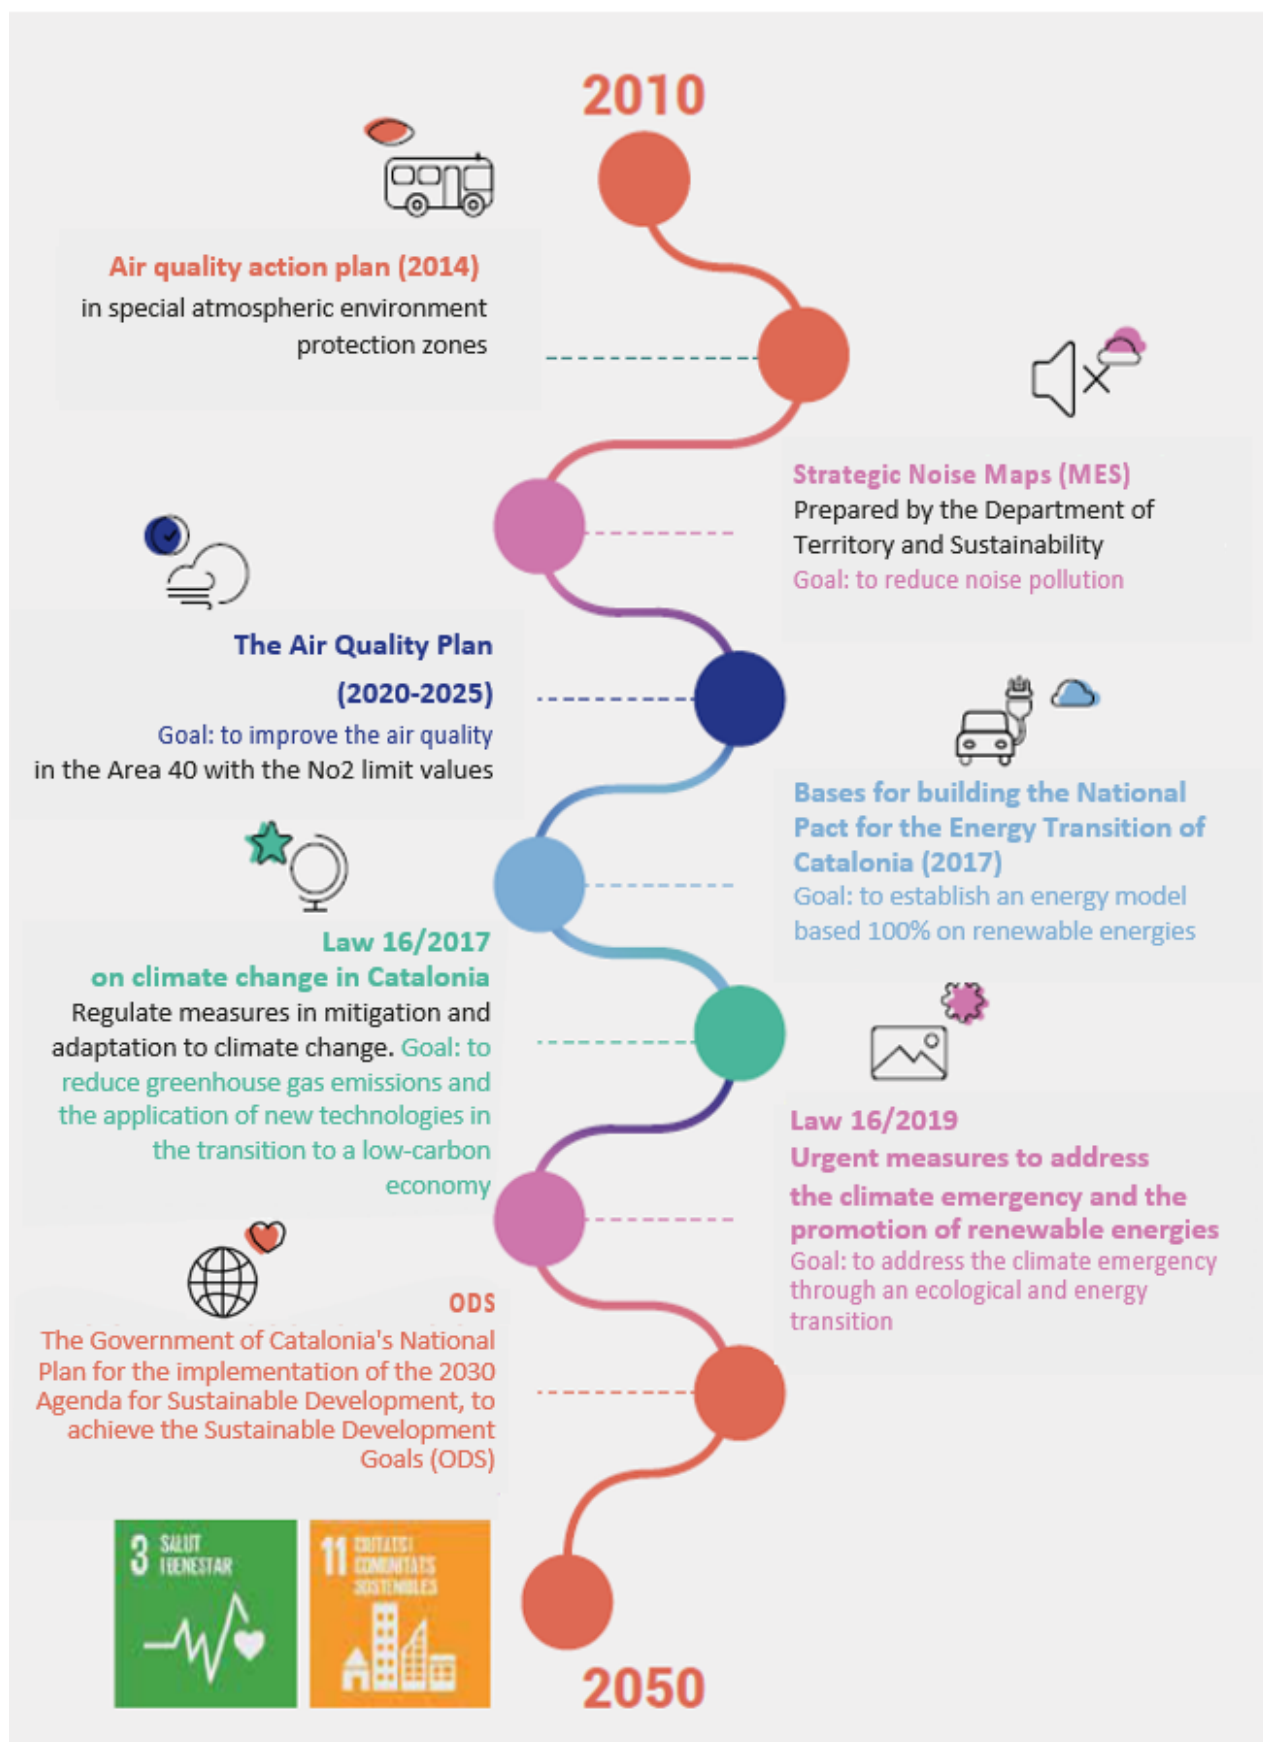 2010
Air quality action plan (2014)
in special atmospheric environment
protection zones
Strategic Noise Maps (MES)
Prepared by the Department of
Territory and Sustainability
Goal: to reduce noise pollution
The Air Quality Plan
(2020-2025)
Goal: to improve the air quality
in the Area 40 with the No2 limit values
Bases for building the National
Pact for the Energy Transition of
Catalonia (2017)
Goal: to establish an energy model
based 100% on renewable energies
Law 16/2017
on climate change in Catalonia
Regulate measures in mitigation and
adaptation to climate change. Goal: to
reduce greenhouse gas emissions and
the application of new technologies in
the transition to a low-carbon
economy
Law 16/2019
Urgent measures to address
the climate emergency and the
promotion of renewable energies
Goal: to address the climate emergency
through an ecological and energy
transition
ODS
The Government of Catalonia's National
Plan for the implementation of the 2030
Agenda for Sustainable Development, to
achieve the Sustainable Development
Goals (ODS)
3 SALUT
I BENESTAR
11 CIUTATS I
COMUNITATS
SOSTENIBLES
2050